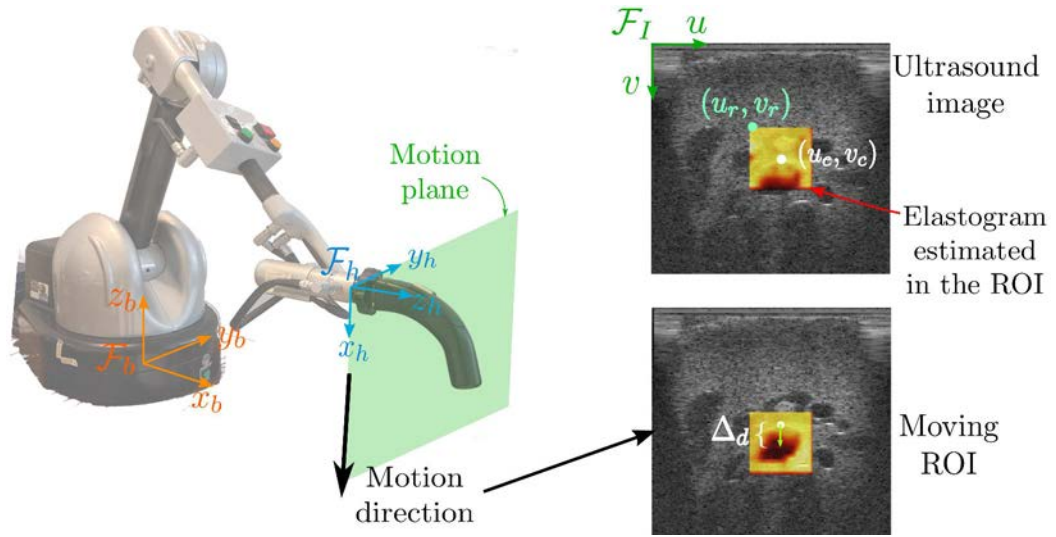 F_I
u
v
Ultrasound
image
(u_r, v_r)
(u_c, v_c)
Elastogram
estimated
in the ROI
Motion
plane
F_h
y_h
z_h
x_h
z_b
y_b
F_b
x_b
Δ_d {
Moving
ROI
Motion
direction